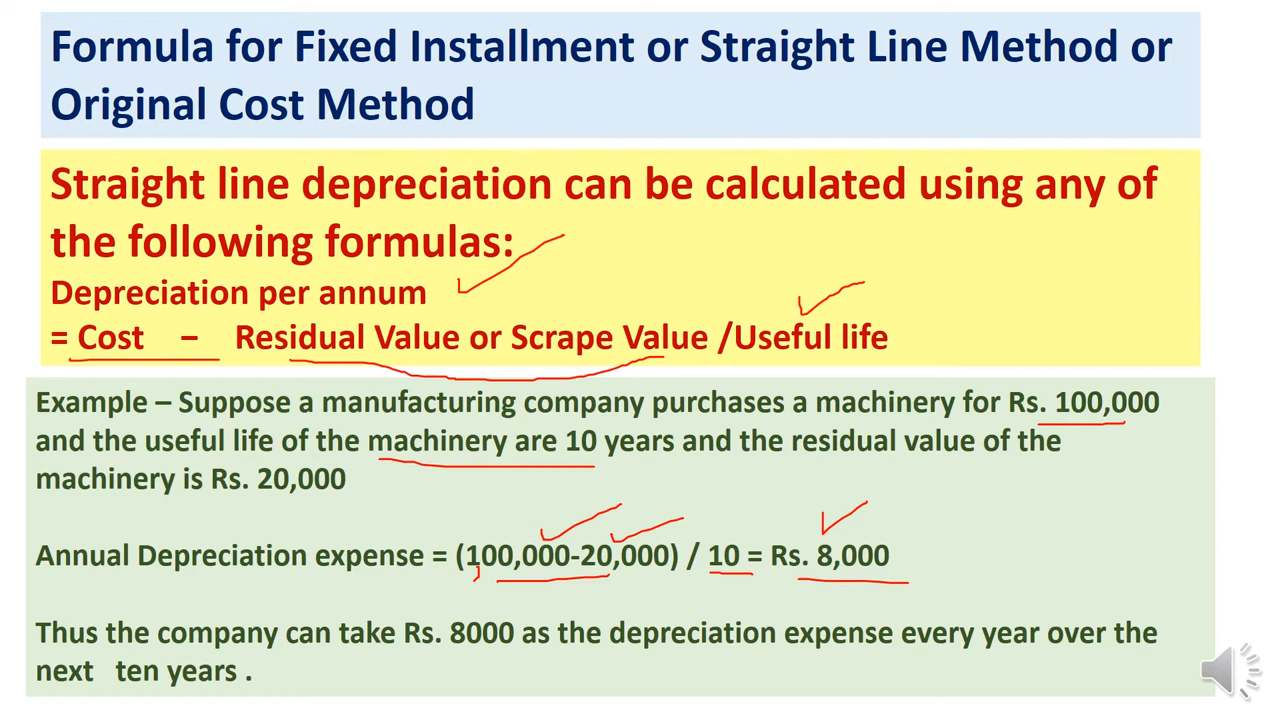 Formula for Fixed Installment or Straight Line Method or
Original Cost Method
Straight line depreciation can be calculated using any of
the following formulas:
Depreciation per annum
= Cost – Residual Value or Scrape Value /Useful life
Example – Suppose a manufacturing company purchases a machinery for Rs. 100,000
and the useful life of the machinery are 10 years and the residual value of the
machinery is Rs. 20,000
Annual Depreciation expense = (100,000-20,000) / 10 = Rs. 8,000
Thus the company can take Rs. 8000 as the depreciation expense every year over the
next ten years .